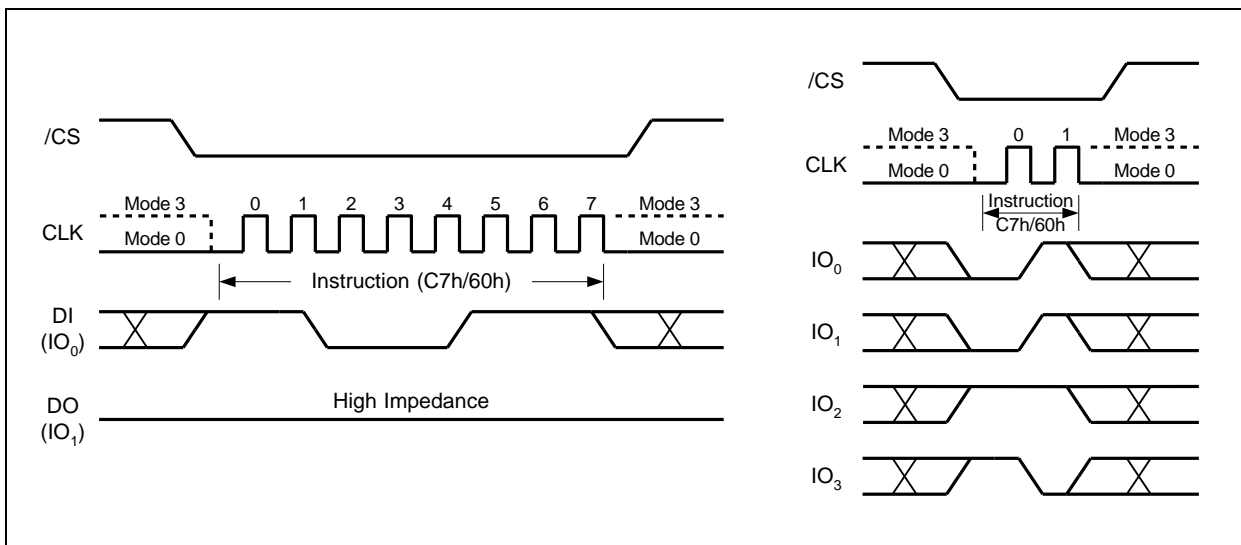 /CS
Mode 3
0 1 2 3 4 5 6 7
Mode 3
CLK
Mode 0
Mode 0
Instruction (C7h/60h)
DI
(IO0)
High Impedance
DO
(IO1)
/CS
Mode 3
0 1
Mode 3
CLK
Mode 0
Mode 0
Instruction
C7h/60h
IO0
IO1
IO2
IO3